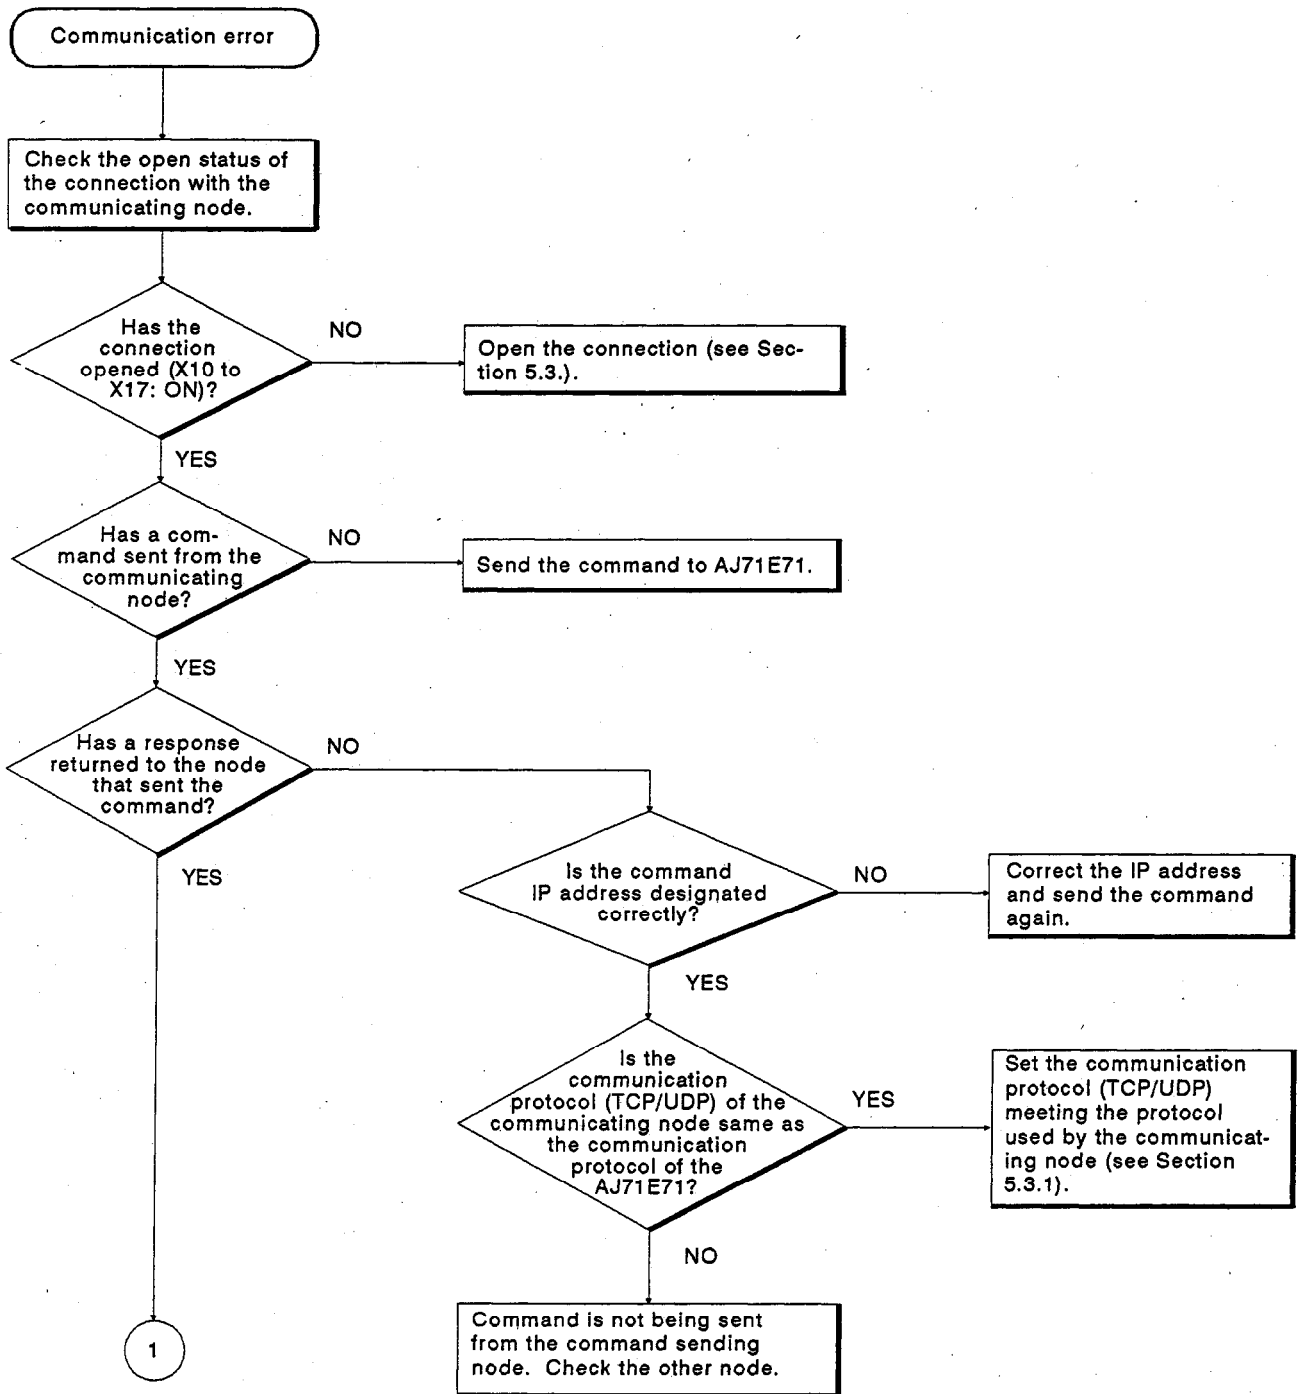 Communication error
Check the open status of
the connection with the
communicating node.
Has the
connection
opened (X10 to
X17: ON)?
NO
Open the connection (see Sec-
tion 5.3.).
YES
Has a com-
mand sent from the
communicating
node?
NO
Send the command to AJ71E71.
YES
Has a response
returned to the node
that sent the
command?
NO
YES
Is the command
IP address designated
correctly?
NO
Correct the IP address
and send the command
again.
YES
Is the
communication
protocol (TCP/UDP) of the
communicating node same as
the communication
protocol of the
AJ71E71?
YES
Set the communication
protocol (TCP/UDP)
meeting the protocol
used by the communicat-
ing node (see Section
5.3.1).
NO
Command is not being sent
from the command sending
node. Check the other node.
1